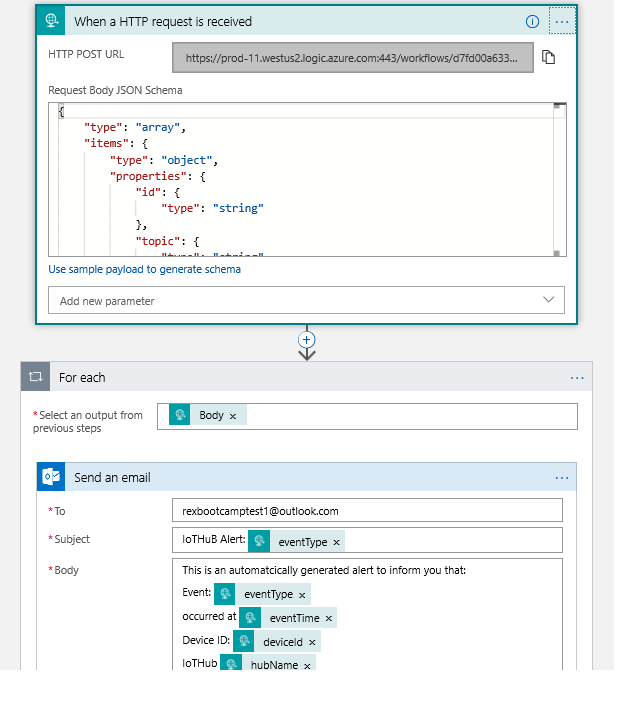 When a HTTP request is received
HTTP POST URL
https://prod-11.westus2.logic.azure.com:443/workflows/d7fd00a633...
Request Body JSON Schema
{
"type": "array",
"items": {
"type": "object",
"properties": {
"id": {
"type": "string"
},
"topic": {
"type": "string"
Use sample payload to generate schema
Add new parameter
For each
*Select an output from
previous steps
Body ×
Send an email
*To
rexbootcamptest1@outlook.com
*Subject
IoTHuB Alert: eventType ×
*Body
This is an automatcically generated alert to inform you that:
Event: eventType ×
occurred at eventTime ×
Device ID: deviceId ×
IoTHub hubName ×